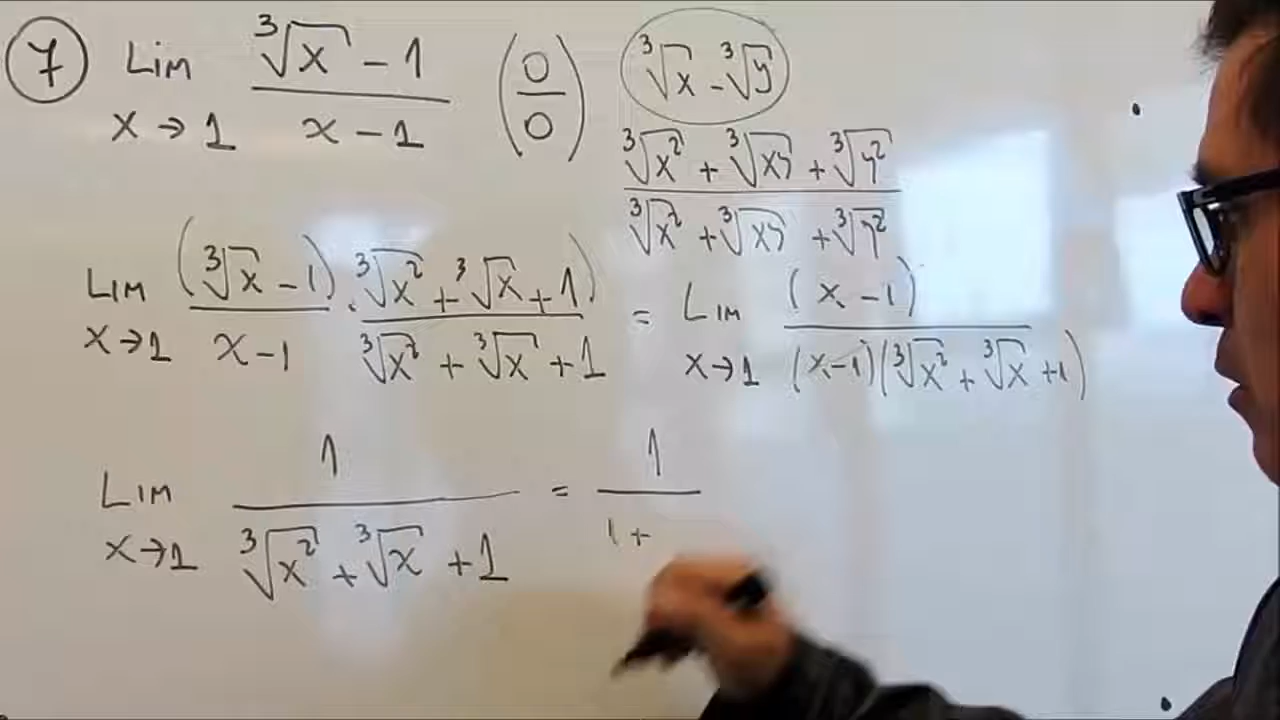 ⑦ Lim x→1 (∛x − 1)/(x − 1) (0/0) ∛x − ∛y
(∛x² + ∛xy + ∛y²)/(∛x² + ∛xy + ∛y²)
Lim x→1 (∛x − 1)/(x − 1) · (∛x² + ∛x + 1)/(∛x² + ∛x + 1) = Lim x→1 (x − 1)/((x−1)(∛x² + ∛x + 1))
Lim x→1 1/(∛x² + ∛x + 1) = 1/(1 +